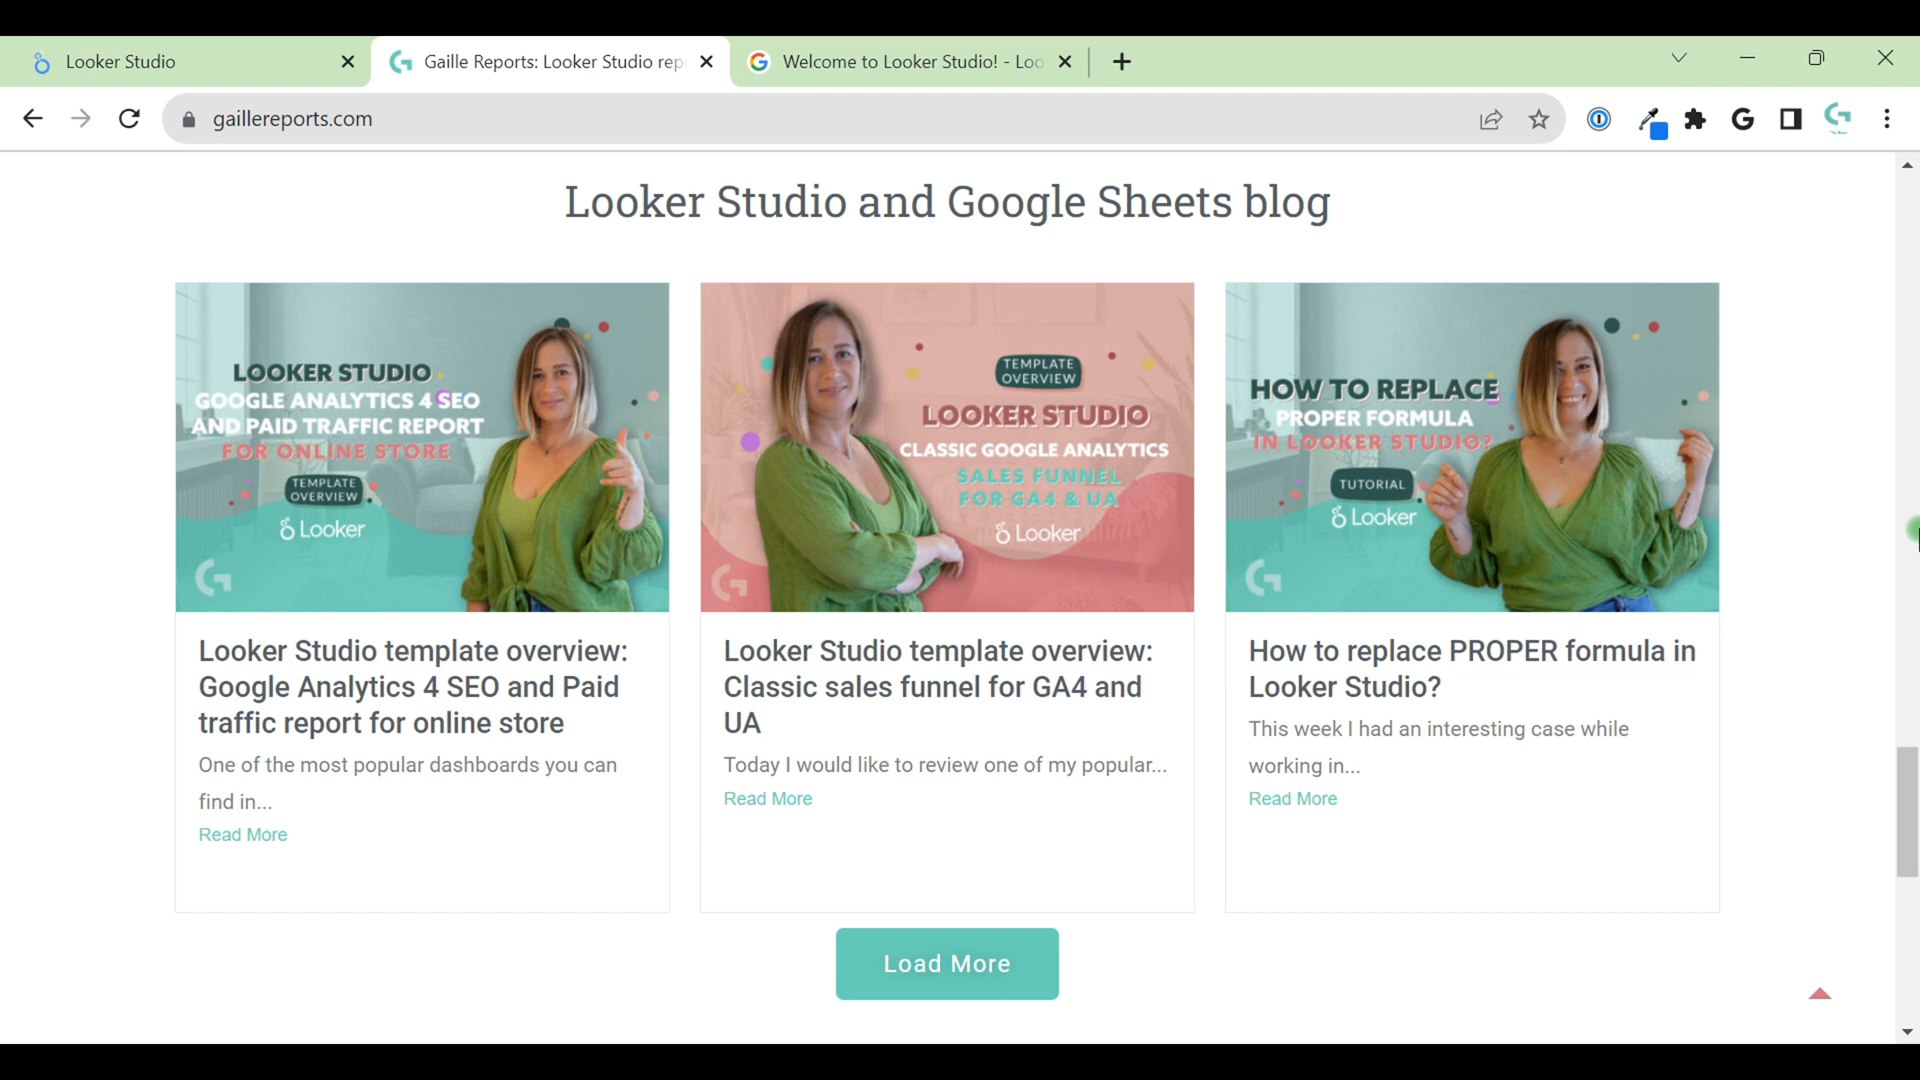 Looker Studio
Gaille Reports: Looker Studio rep
Welcome to Looker Studio! - Loo
gaillereports.com
Looker Studio and Google Sheets blog
LOOKER STUDIO
GOOGLE ANALYTICS 4 SEO
AND PAID TRAFFIC REPORT
FOR ONLINE STORE
TEMPLATE
OVERVIEW
Looker
TEMPLATE
OVERVIEW
LOOKER STUDIO
CLASSIC GOOGLE ANALYTICS
SALES FUNNEL
FOR GA4 & UA
Looker
HOW TO REPLACE
PROPER FORMULA
IN LOOKER STUDIO?
TUTORIAL
Looker
Looker Studio template overview:
Google Analytics 4 SEO and Paid
traffic report for online store
One of the most popular dashboards you can
find in...
Read More
Looker Studio template overview:
Classic sales funnel for GA4 and
UA
Today I would like to review one of my popular...
Read More
How to replace PROPER formula in
Looker Studio?
This week I had an interesting case while
working in...
Read More
Load More